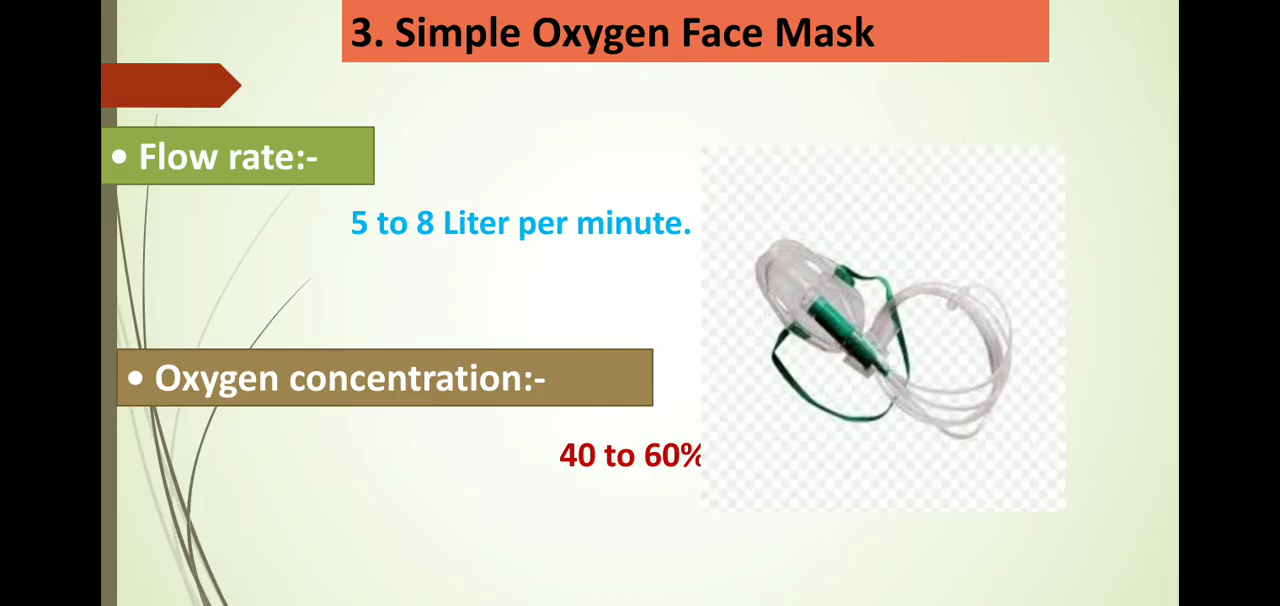 3. Simple Oxygen Face Mask
• Flow rate:-
5 to 8 Liter per minute.
• Oxygen concentration:-
40 to 60%